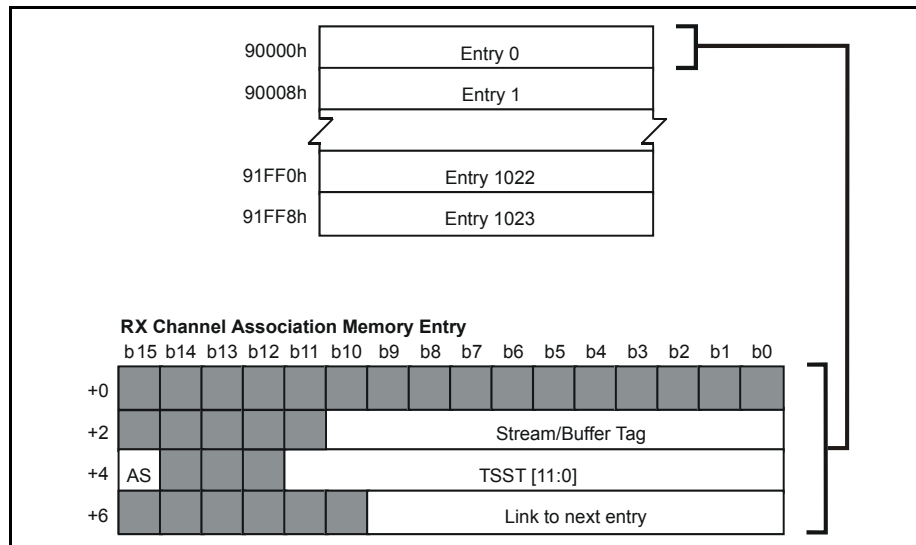 90000h Entry 0
90008h Entry 1
91FF0h Entry 1022
91FF8h Entry 1023
RX Channel Association Memory Entry
b15 b14 b13 b12 b11 b10 b9 b8 b7 b6 b5 b4 b3 b2 b1 b0
+0
+2 Stream/Buffer Tag
+4 AS TSST [11:0]
+6 Link to next entry